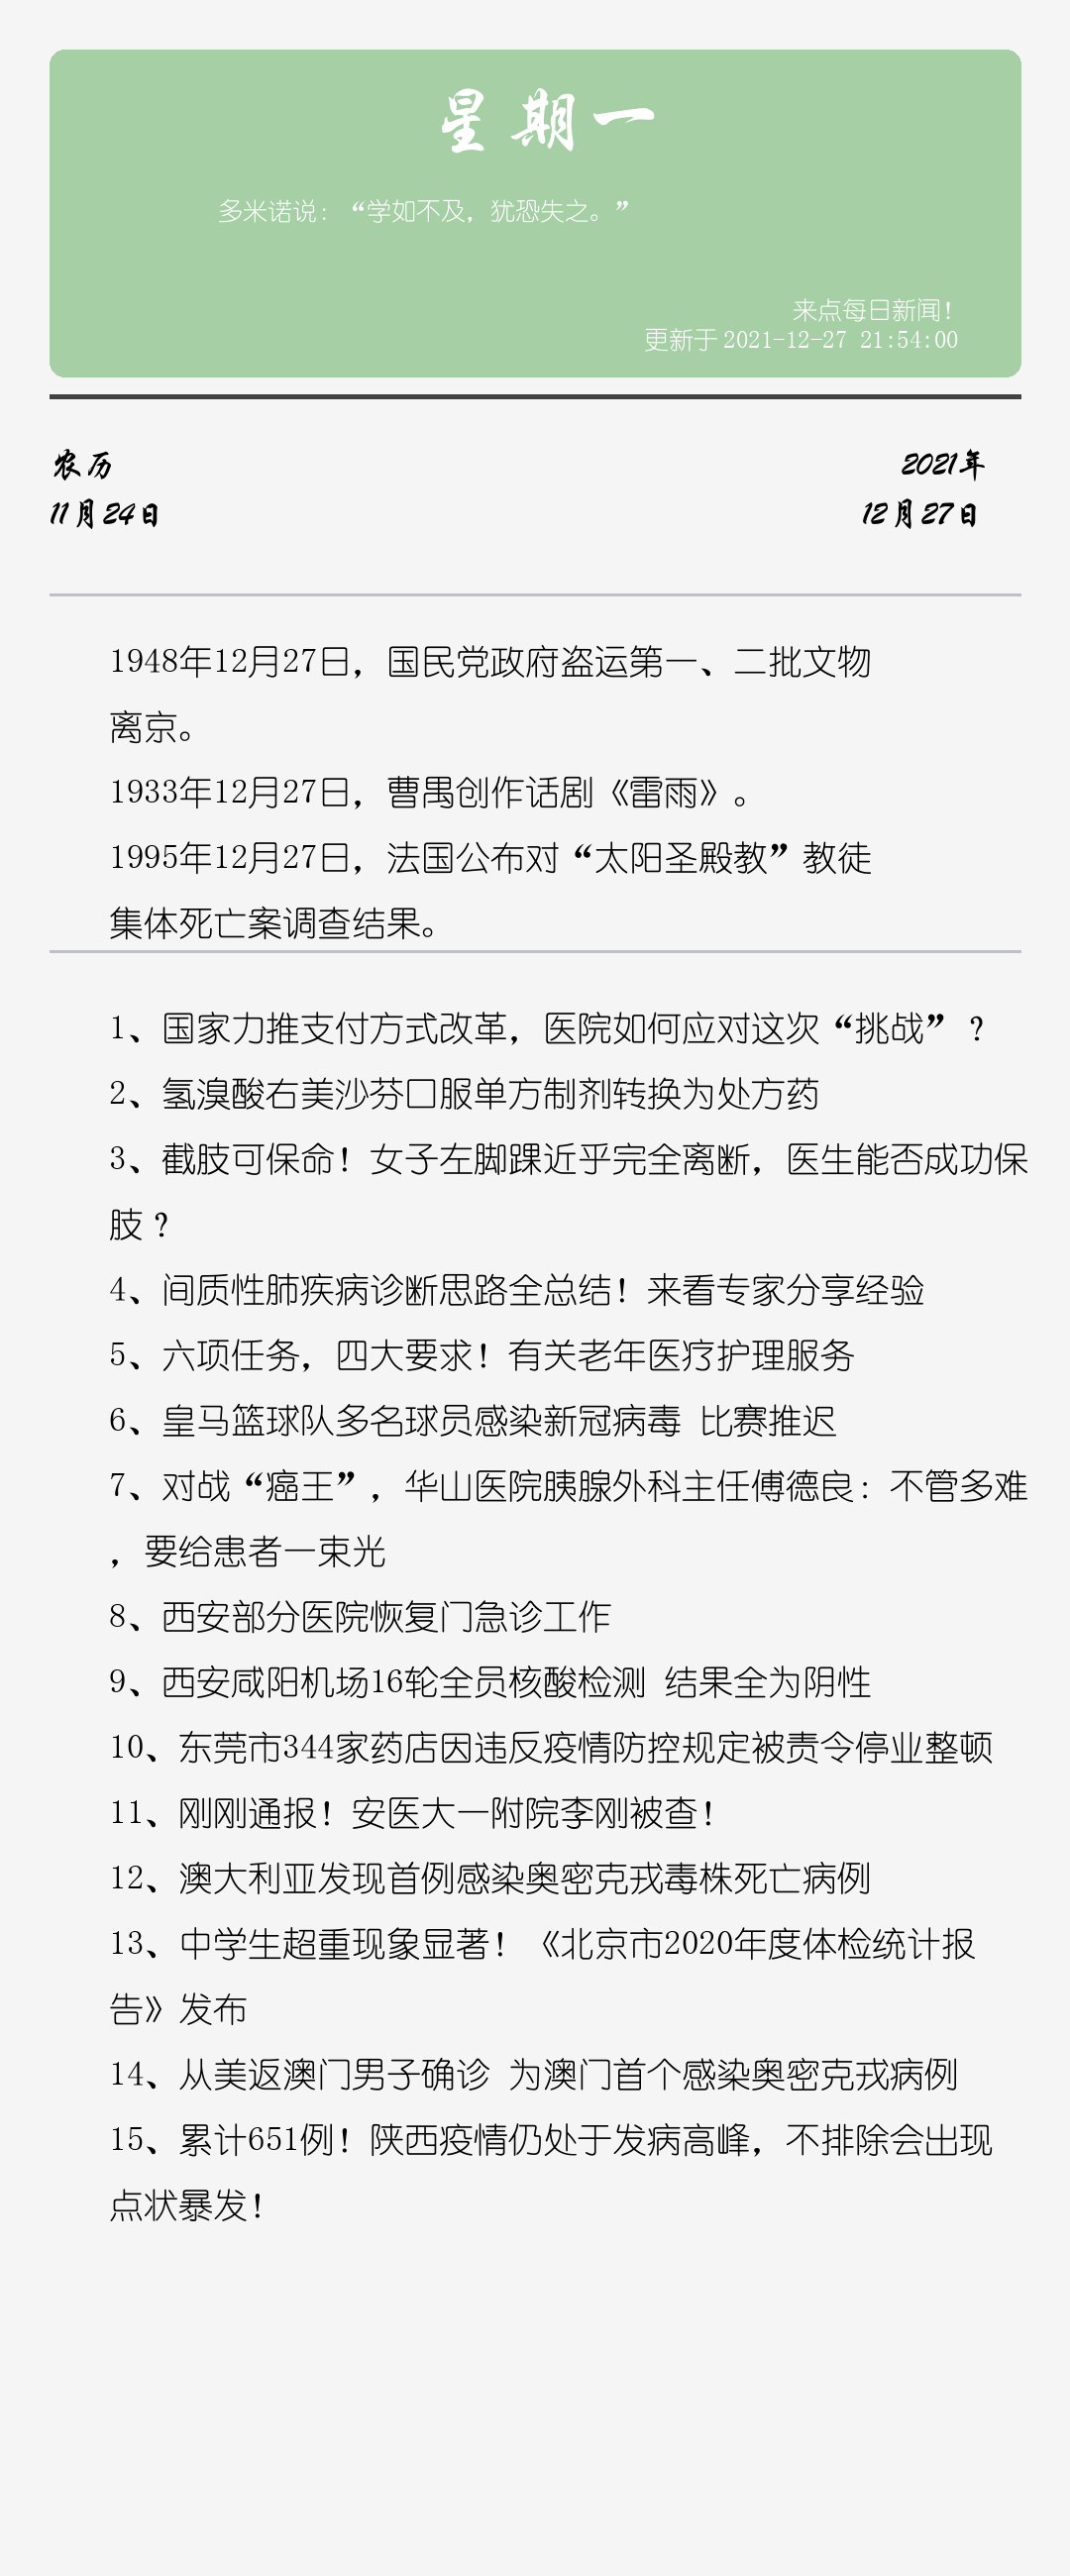 星期一
多米诺说：“学如不及，犹恐失之。”
来点每日新闻！
更新于2021-12-27 21:54:00
农历
2021年
11月24日
12月27日
1948年12月27日，国民党政府盗运第一、二批文物
离京。
1933年12月27日，曹禺创作话剧《雷雨》。
1995年12月27日，法国公布对“太阳圣殿教”教徒
集体死亡案调查结果。
1、国家力推支付方式改革，医院如何应对这次“挑战”？
2、氢溴酸右美沙芬口服单方制剂转换为处方药
3、截肢可保命！女子左脚踝近乎完全离断，医生能否成功保
肢？
4、间质性肺疾病诊断思路全总结！来看专家分享经验
5、六项任务，四大要求！有关老年医疗护理服务
6、皇马篮球队多名球员感染新冠病毒 比赛推迟
7、对战“癌王”，华山医院胰腺外科主任傅德良：不管多难
，要给患者一束光
8、西安部分医院恢复门急诊工作
9、西安咸阳机场16轮全员核酸检测 结果全为阴性
10、东莞市344家药店因违反疫情防控规定被责令停业整顿
11、刚刚通报！安医大一附院李刚被查！
12、澳大利亚发现首例感染奥密克戎毒株死亡病例
13、中学生超重现象显著！《北京市2020年度体检统计报
告》发布
14、从美返澳门男子确诊 为澳门首个感染奥密克戎病例
15、累计651例！陕西疫情仍处于发病高峰，不排除会出现
点状暴发！